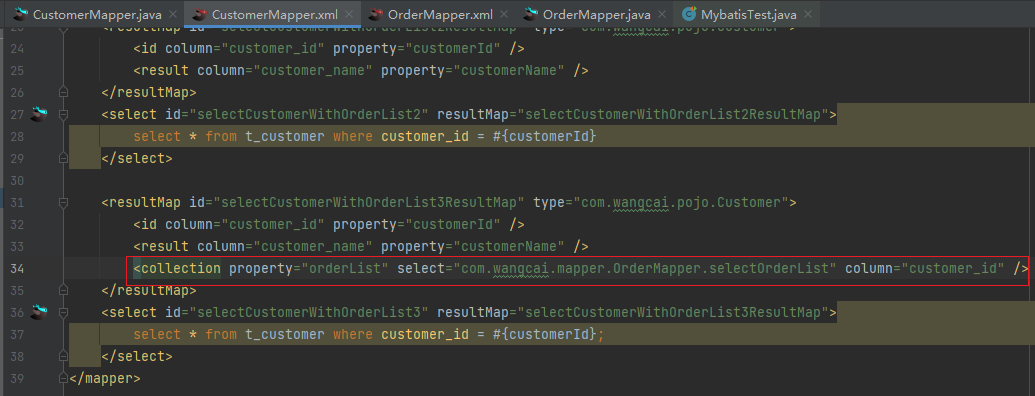 CustomerMapper.java × CustomerMapper.xml × OrderMapper.xml × OrderMapper.java × MybatisTest.java ×
23 <resultMap id="selectCustomerWithOrderList2ResultMap" type="com.wangcai.pojo.Customer">
24 <id column="customer_id" property="customerId" />
25 <result column="customer_name" property="customerName" />
26 </resultMap>
27 <select id="selectCustomerWithOrderList2" resultMap="selectCustomerWithOrderList2ResultMap">
28 select * from t_customer where customer_id = #{customerId}
29 </select>
30
31 <resultMap id="selectCustomerWithOrderList3ResultMap" type="com.wangcai.pojo.Customer">
32 <id column="customer_id" property="customerId" />
33 <result column="customer_name" property="customerName" />
34 <collection property="orderList" select="com.wangcai.mapper.OrderMapper.selectOrderList" column="customer_id" />
35 </resultMap>
36 <select id="selectCustomerWithOrderList3" resultMap="selectCustomerWithOrderList3ResultMap">
37 select * from t_customer where customer_id = #{customerId};
38 </select>
39 </mapper>